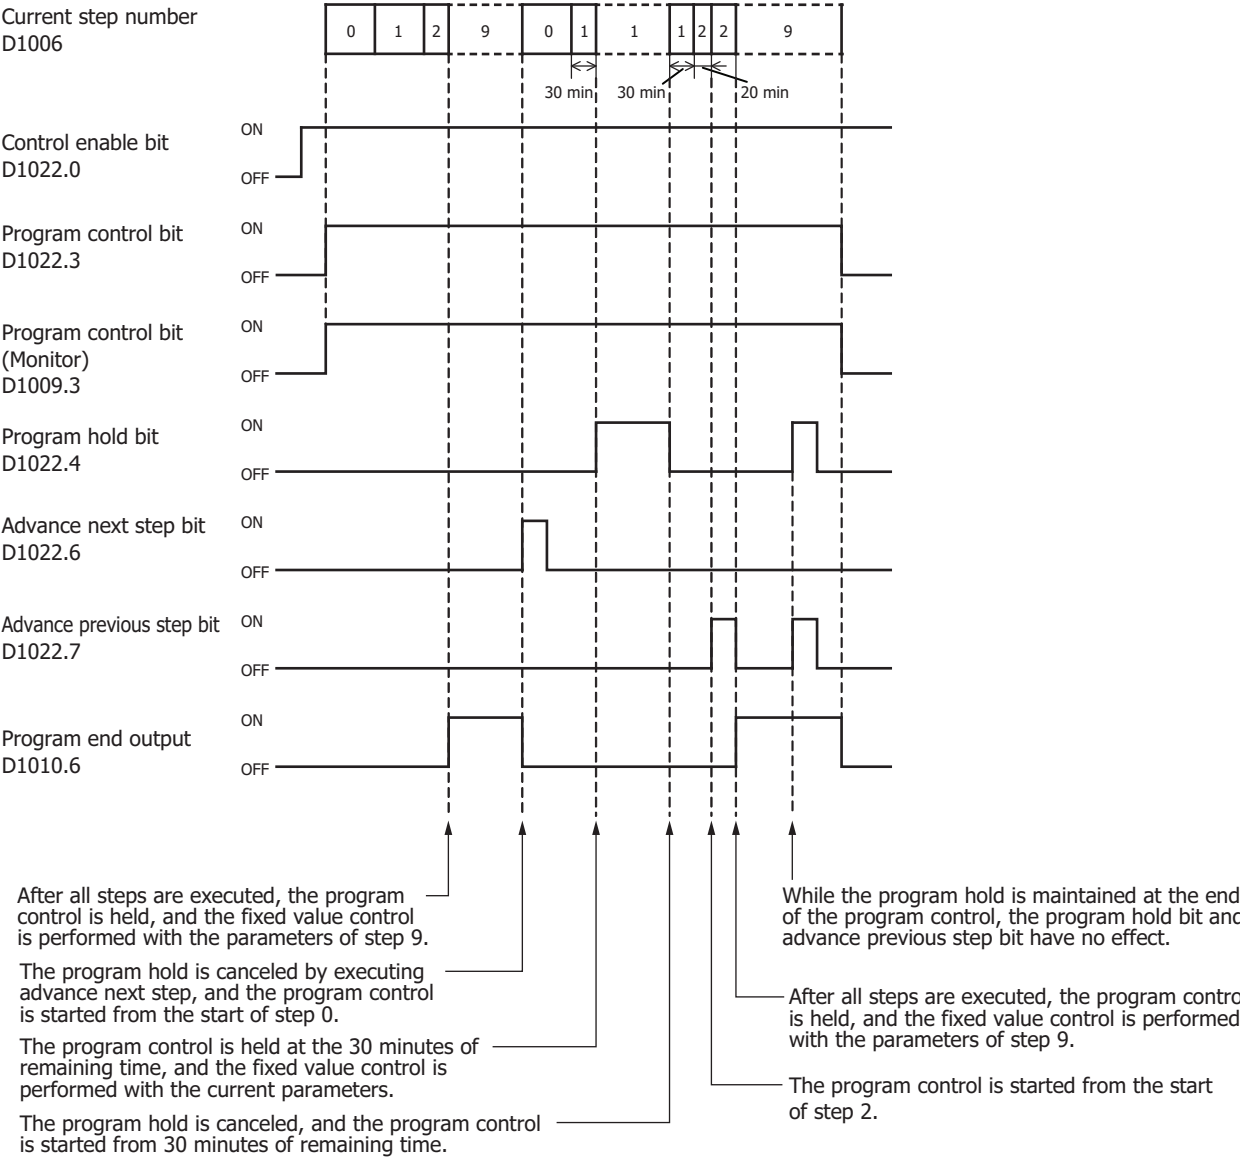 Current step number
D1006
0 1 2 9 0 1 1 1 2 2 9
30 min 30 min 20 min
Control enable bit
D1022.0
ON
OFF
Program control bit
D1022.3
ON
OFF
Program control bit
(Monitor)
D1009.3
ON
OFF
Program hold bit
D1022.4
ON
OFF
Advance next step bit
D1022.6
ON
OFF
Advance previous step bit
D1022.7
ON
OFF
Program end output
D1010.6
ON
OFF
After all steps are executed, the program
control is held, and the fixed value control
is performed with the parameters of step 9.
The program hold is canceled by executing
advance next step, and the program control
is started from the start of step 0.
The program control is held at the 30 minutes of
remaining time, and the fixed value control is
performed with the current parameters.
The program hold is canceled, and the program control
is started from 30 minutes of remaining time.
While the program hold is maintained at the end
of the program control, the program hold bit and
advance previous step bit have no effect.
After all steps are executed, the program contro
is held, and the fixed value control is performed
with the parameters of step 9.
The program control is started from the start
of step 2.